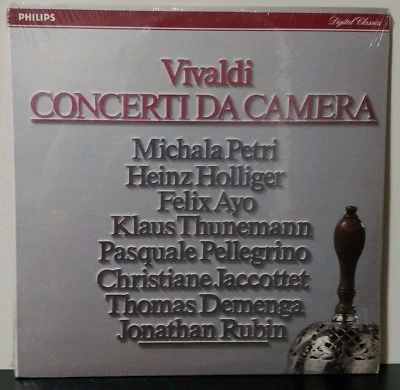 PHILIPS
Digital Classics
Vivaldi
CONCERTI DA CAMERA
Michala Petri
Heinz Holliger
Felix Ayo
Klaus Thunemann
Pasquale Pellegrino
Christiane Jaccottet
Thomas Demenga
Jonathan Rubin